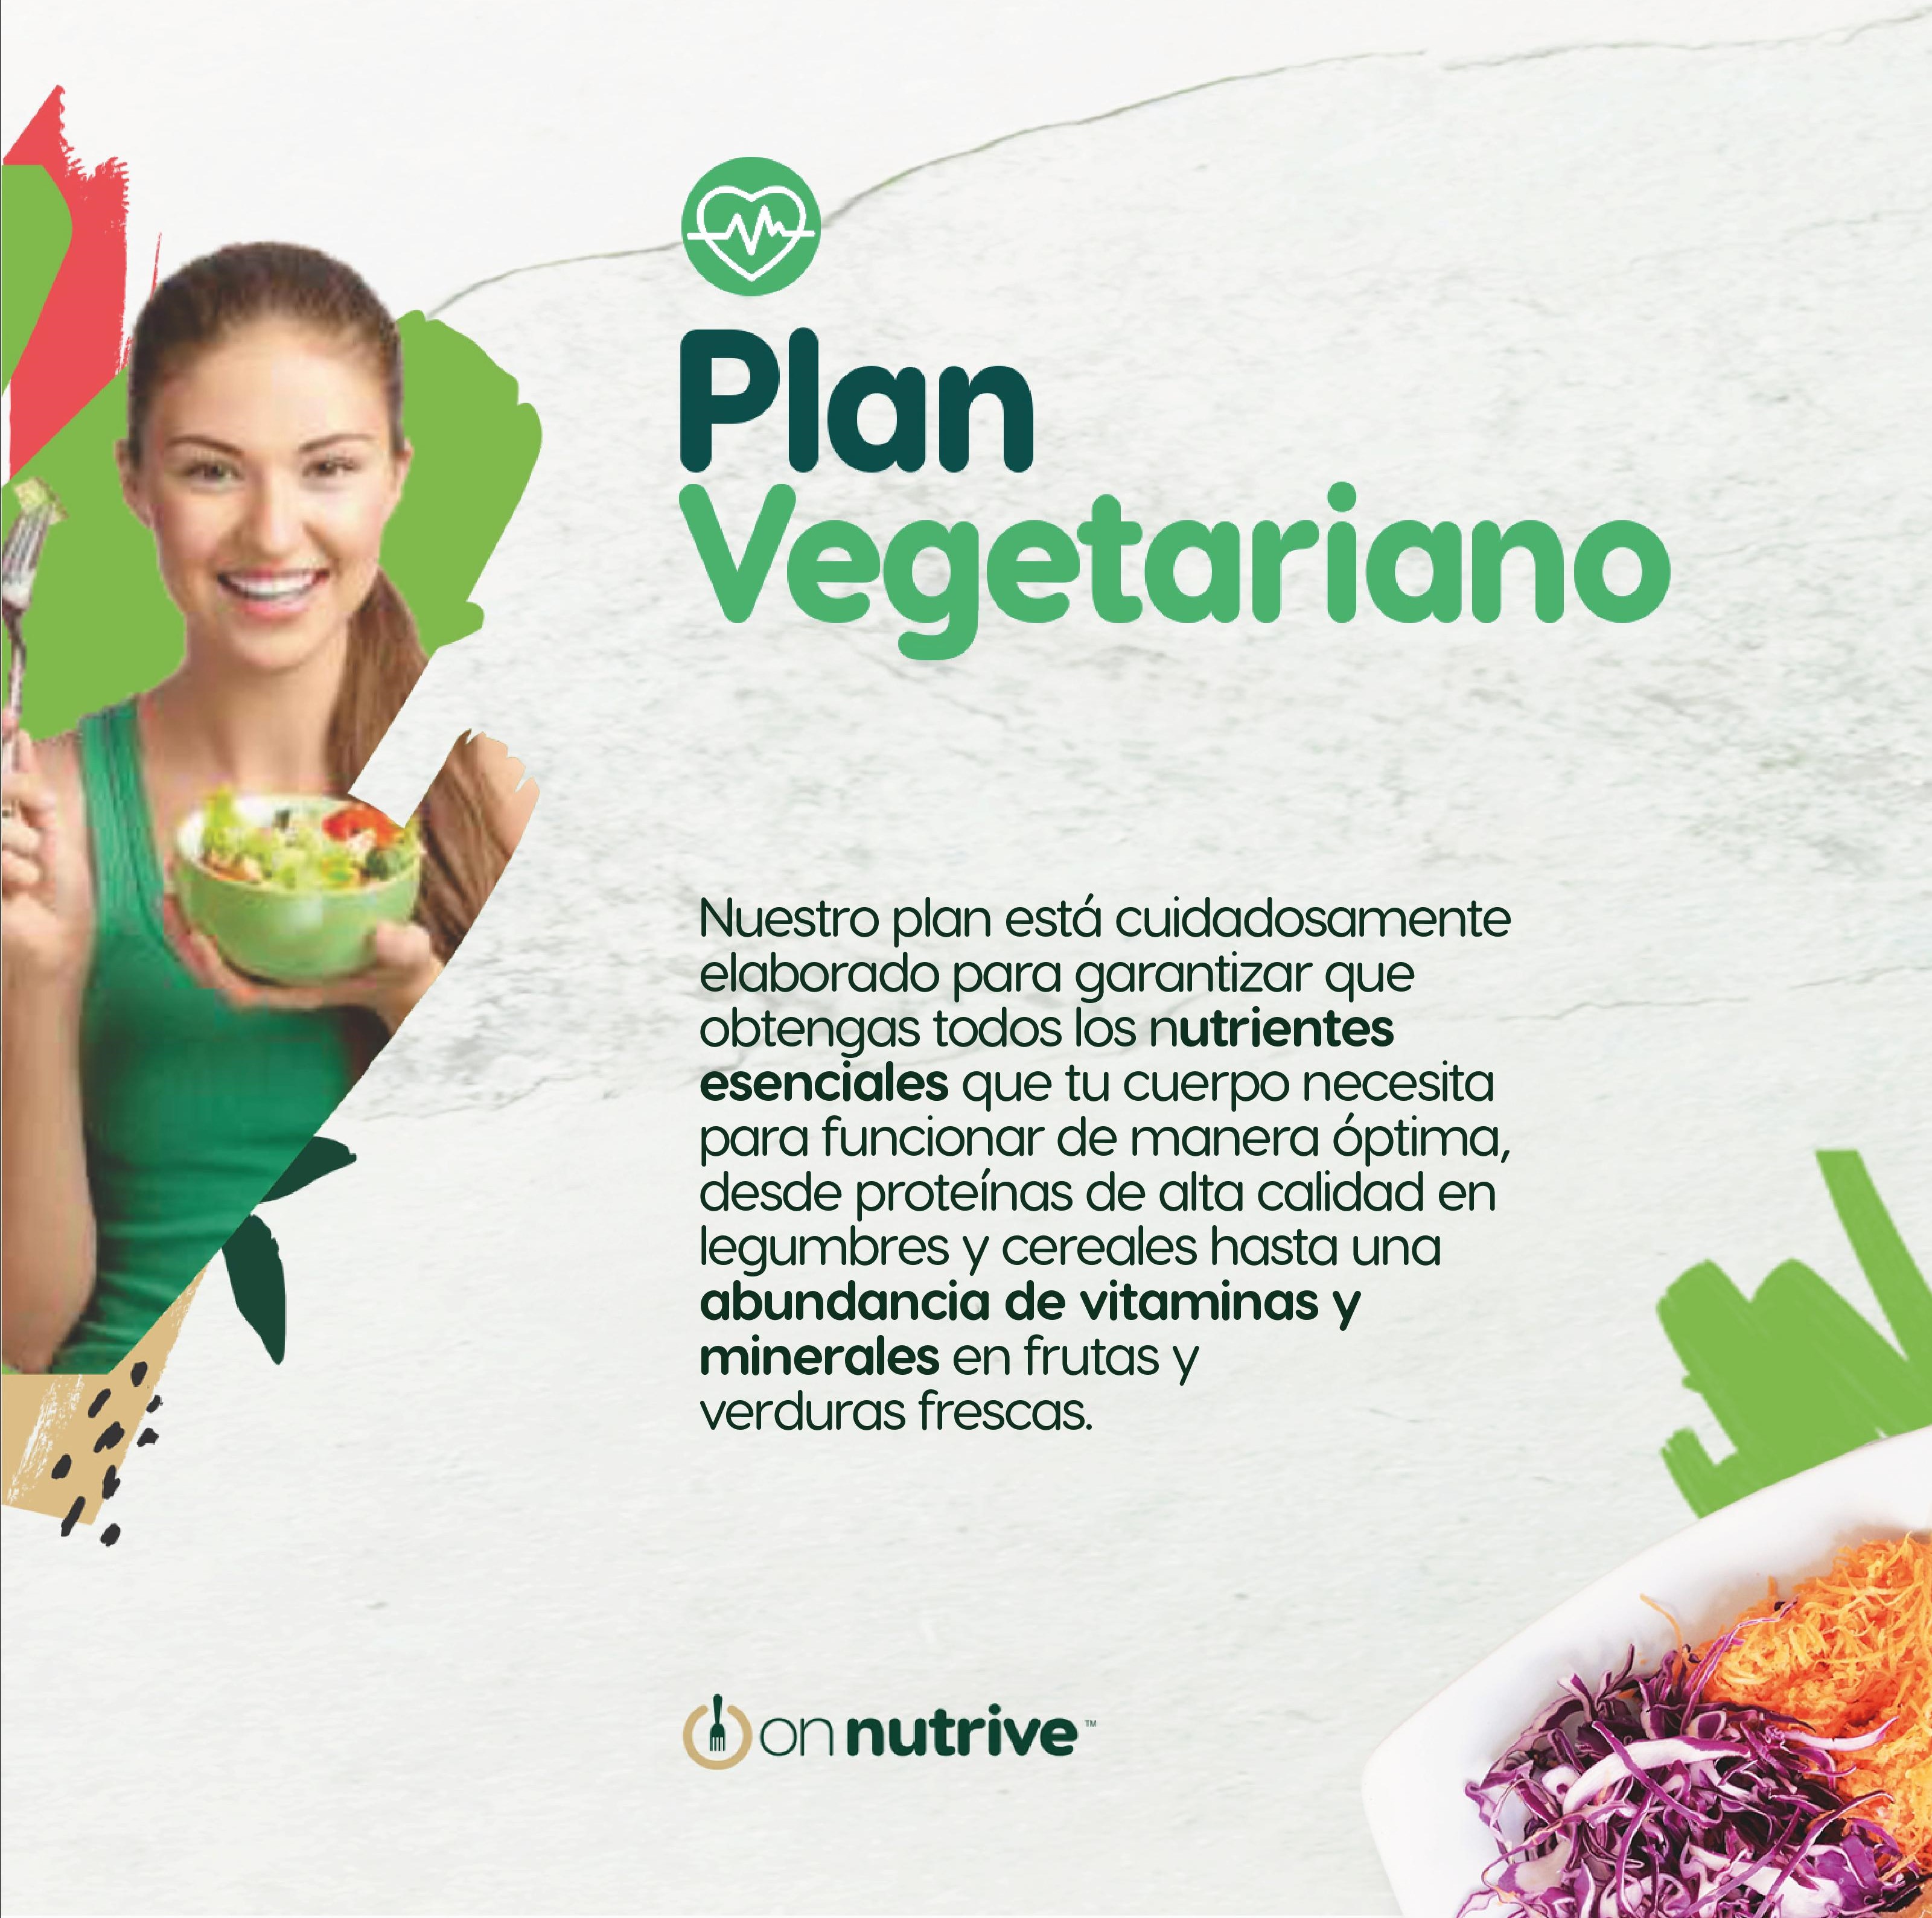 Plan
Vegetariano
Nuestro plan está cuidadosamente
elaborado para garantizar que
obtengas todos los nutrientes
esenciales que tu cuerpo necesita
para funcionar de manera óptima,
desde proteínas de alta calidad en
legumbres y cereales hasta una
abundancia de vitaminas y
minerales en frutas y
verduras frescas.
on nutrive™